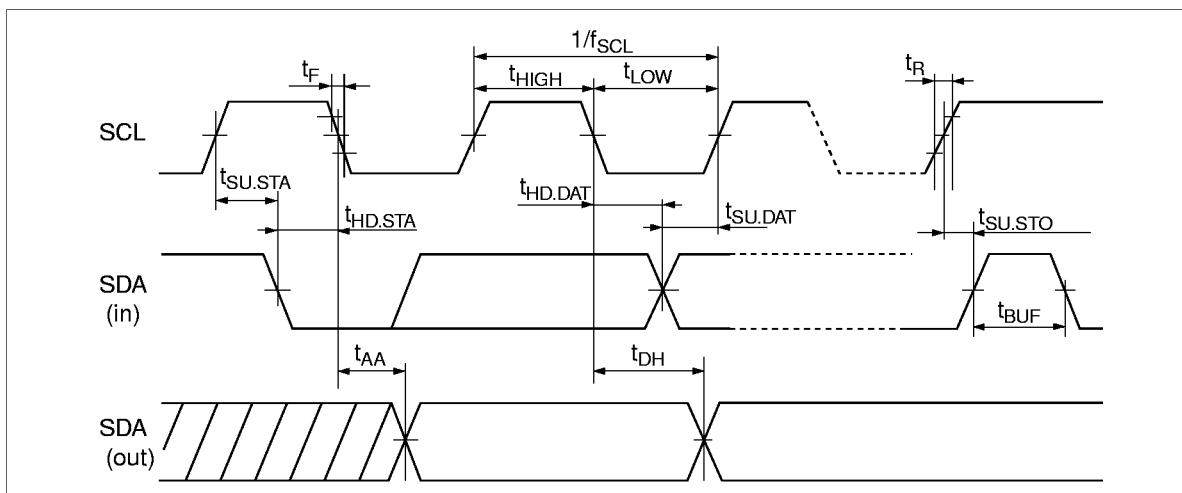 1/fSCL
tF
tHIGH
tLOW
tR
SCL
tSU.STA
tHD.DAT
tHD.STA
tSU.DAT
tSU.STO
SDA
(in)
tBUF
tAA
tDH
SDA
(out)